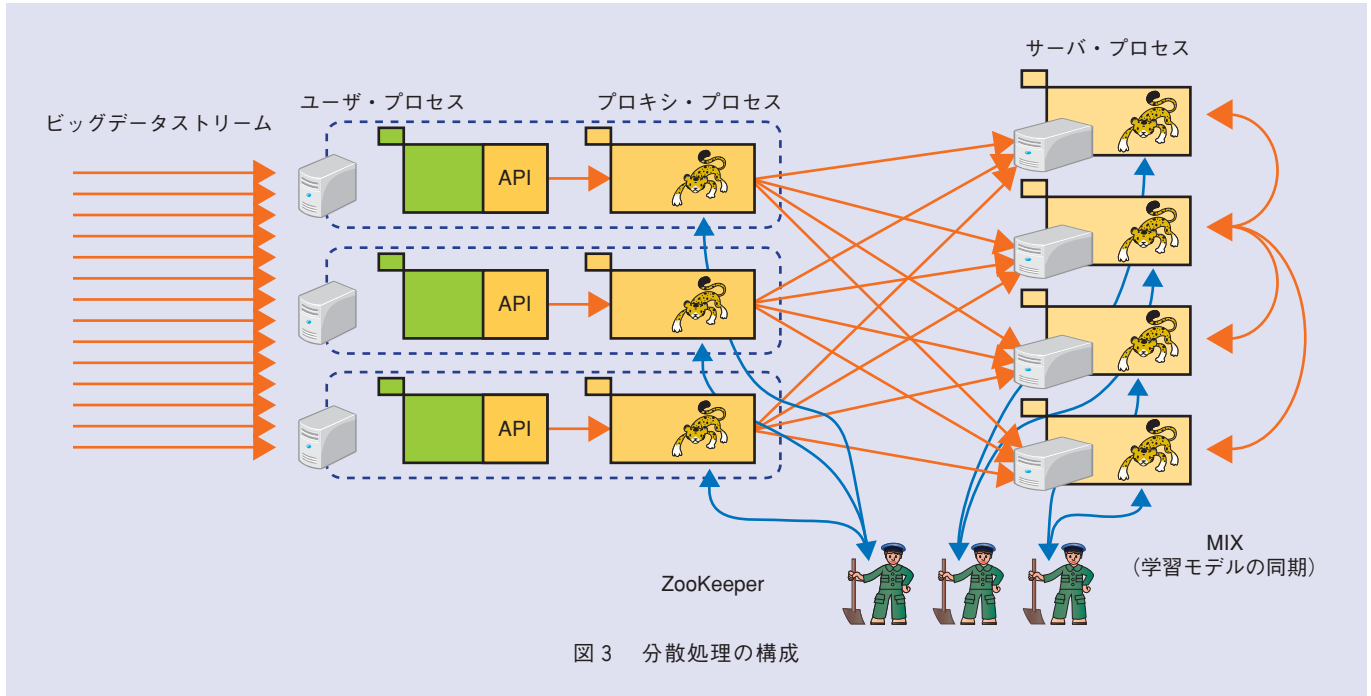 サーバ・プロセス
ユーザ・プロセス
プロキシ・プロセス
ビッグデータストリーム
API
API
API
ZooKeeper
MIX
（学習モデルの同期）
図 3　分散処理の構成